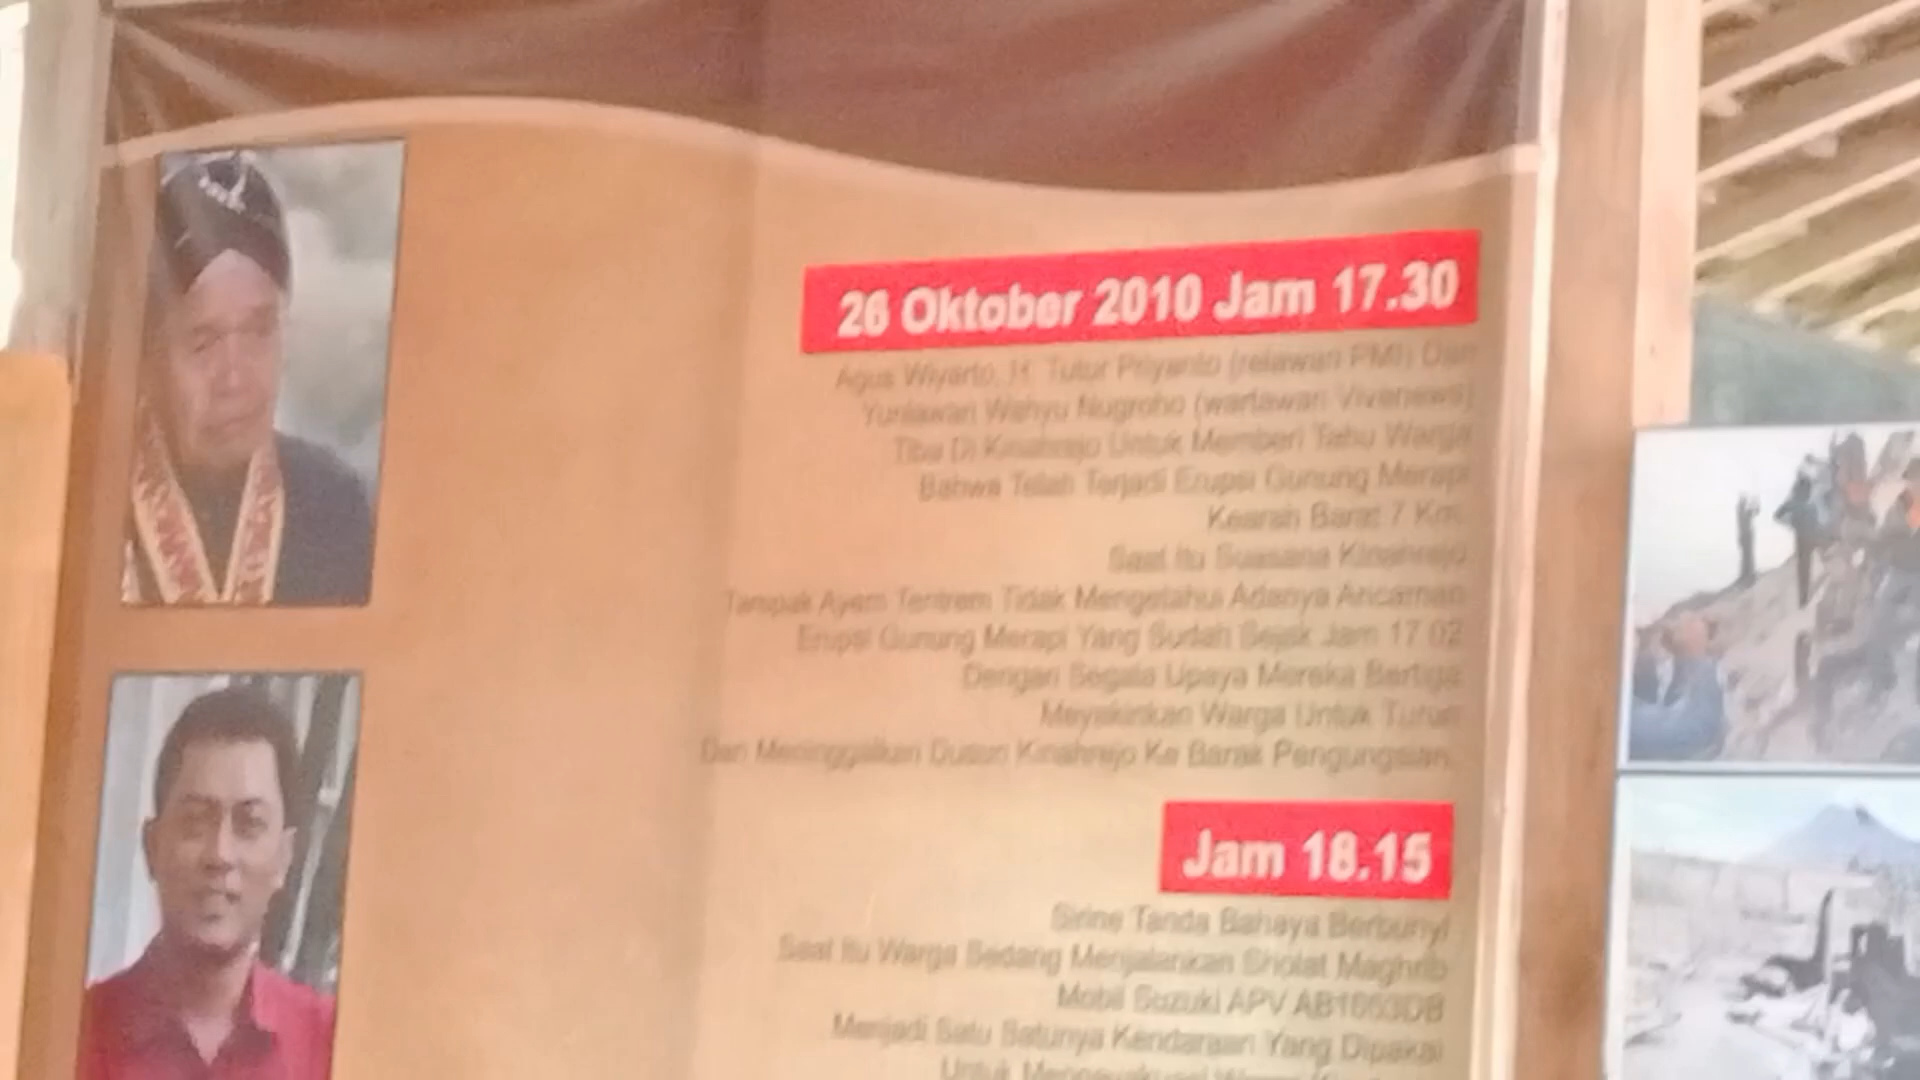 26 Oktober 2010 Jam 17.30
Agus Wiyarto, H. Tutur Priyanto (relawan PMI) Dan
Yuniawan Wahyu Nugroho (wartawan Vivanews)
Tiba Di Kinahrejo Untuk Memberi Tahu Warga
Bahwa Telah Terjadi Erupsi Gunung Merapi
Kearah Barat 7 Km.
Saat Itu Suasana Kinahrejo
Tampak Ayem Tentrem Tidak Mengetahui Adanya Ancaman
Erupsi Gunung Merapi Yang Sudah Sejak Jam 17.02
Dengan Segala Upaya Mereka Bertiga
Meyakinkan Warga Untuk Turun
Dan Meninggalkan Dusun Kinahrejo Ke Barak Pengungsian.
Jam 18.15
Sirine Tanda Bahaya Berbunyi
Saat Itu Warga Sedang Menjalankan Sholat Maghrib
Mobil Suzuki APV
Menjadi Satu Satunya Kendaraan Yang Dipakai
Untuk